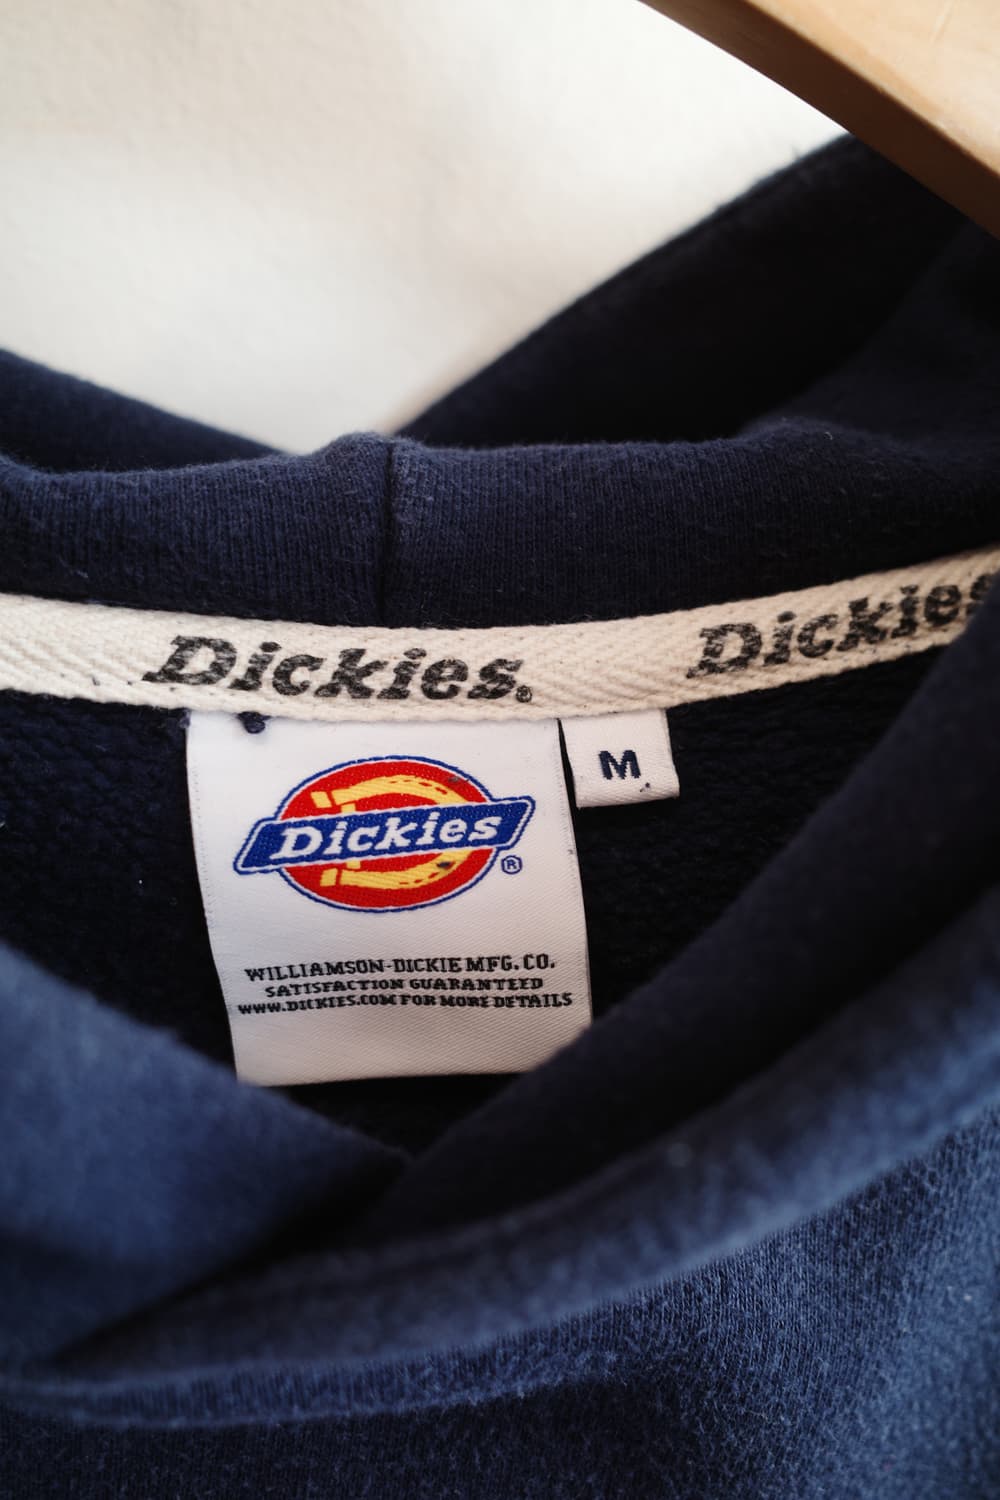 Dickies®
Dickies
M
Dickies®
WILLIAMSON-DICKIE MFG. CO.
SATISFACTION GUARANTEED
WWW.DICKIES.COM FOR MORE DETAILS